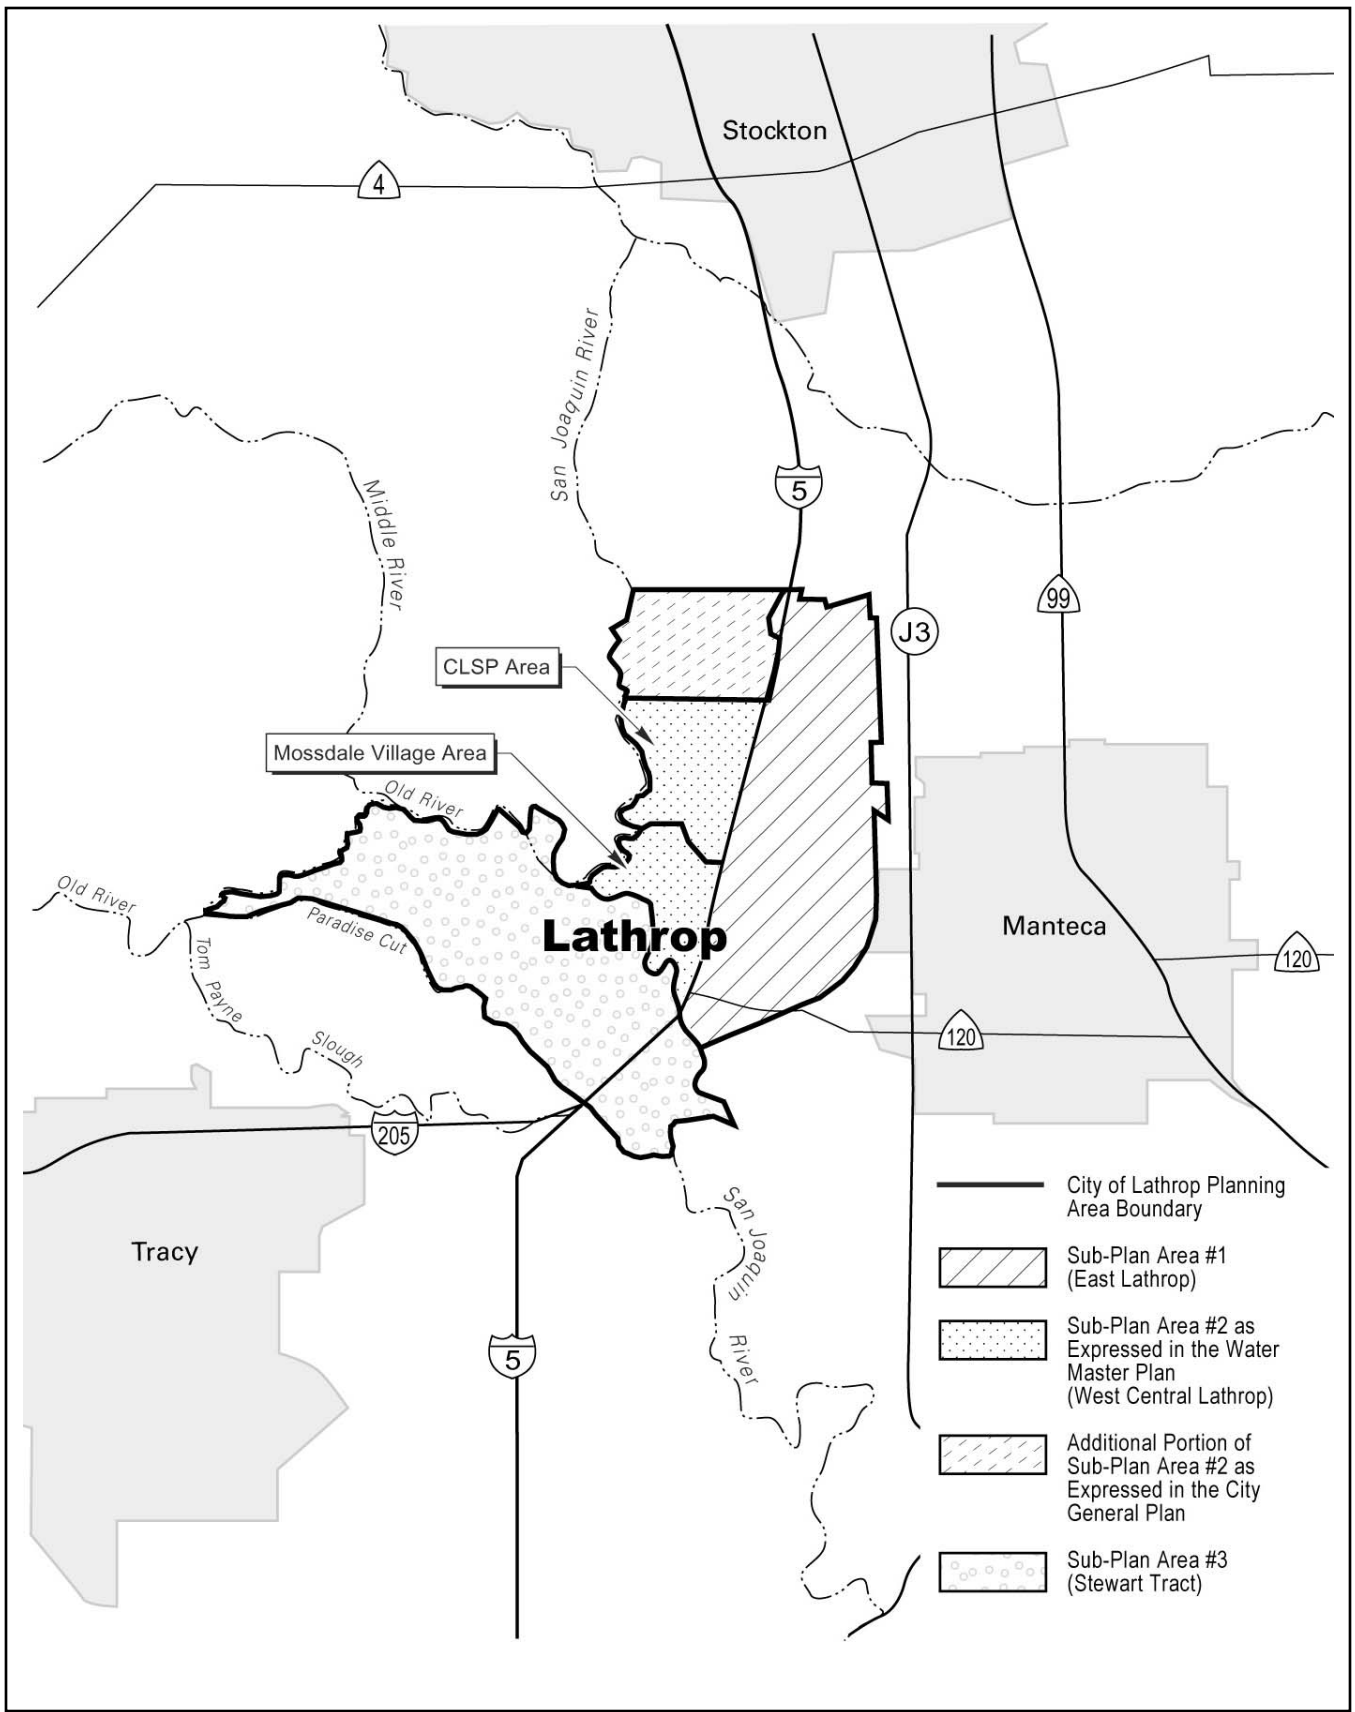 Stockton
4
San Joaquin River
Middle River
5
99
J3
CLSP Area
Mossdale Village Area
Old River
Old River
Paradise Cut
Lathrop
Manteca
120
120
Tom Payne
Slough
205
Tracy
5
San Joaquin
River
City of Lathrop Planning
Area Boundary
Sub-Plan Area #1
(East Lathrop)
Sub-Plan Area #2 as
Expressed in the Water
Master Plan
(West Central Lathrop)
Additional Portion of
Sub-Plan Area #2 as
Expressed in the City
General Plan
Sub-Plan Area #3
(Stewart Tract)